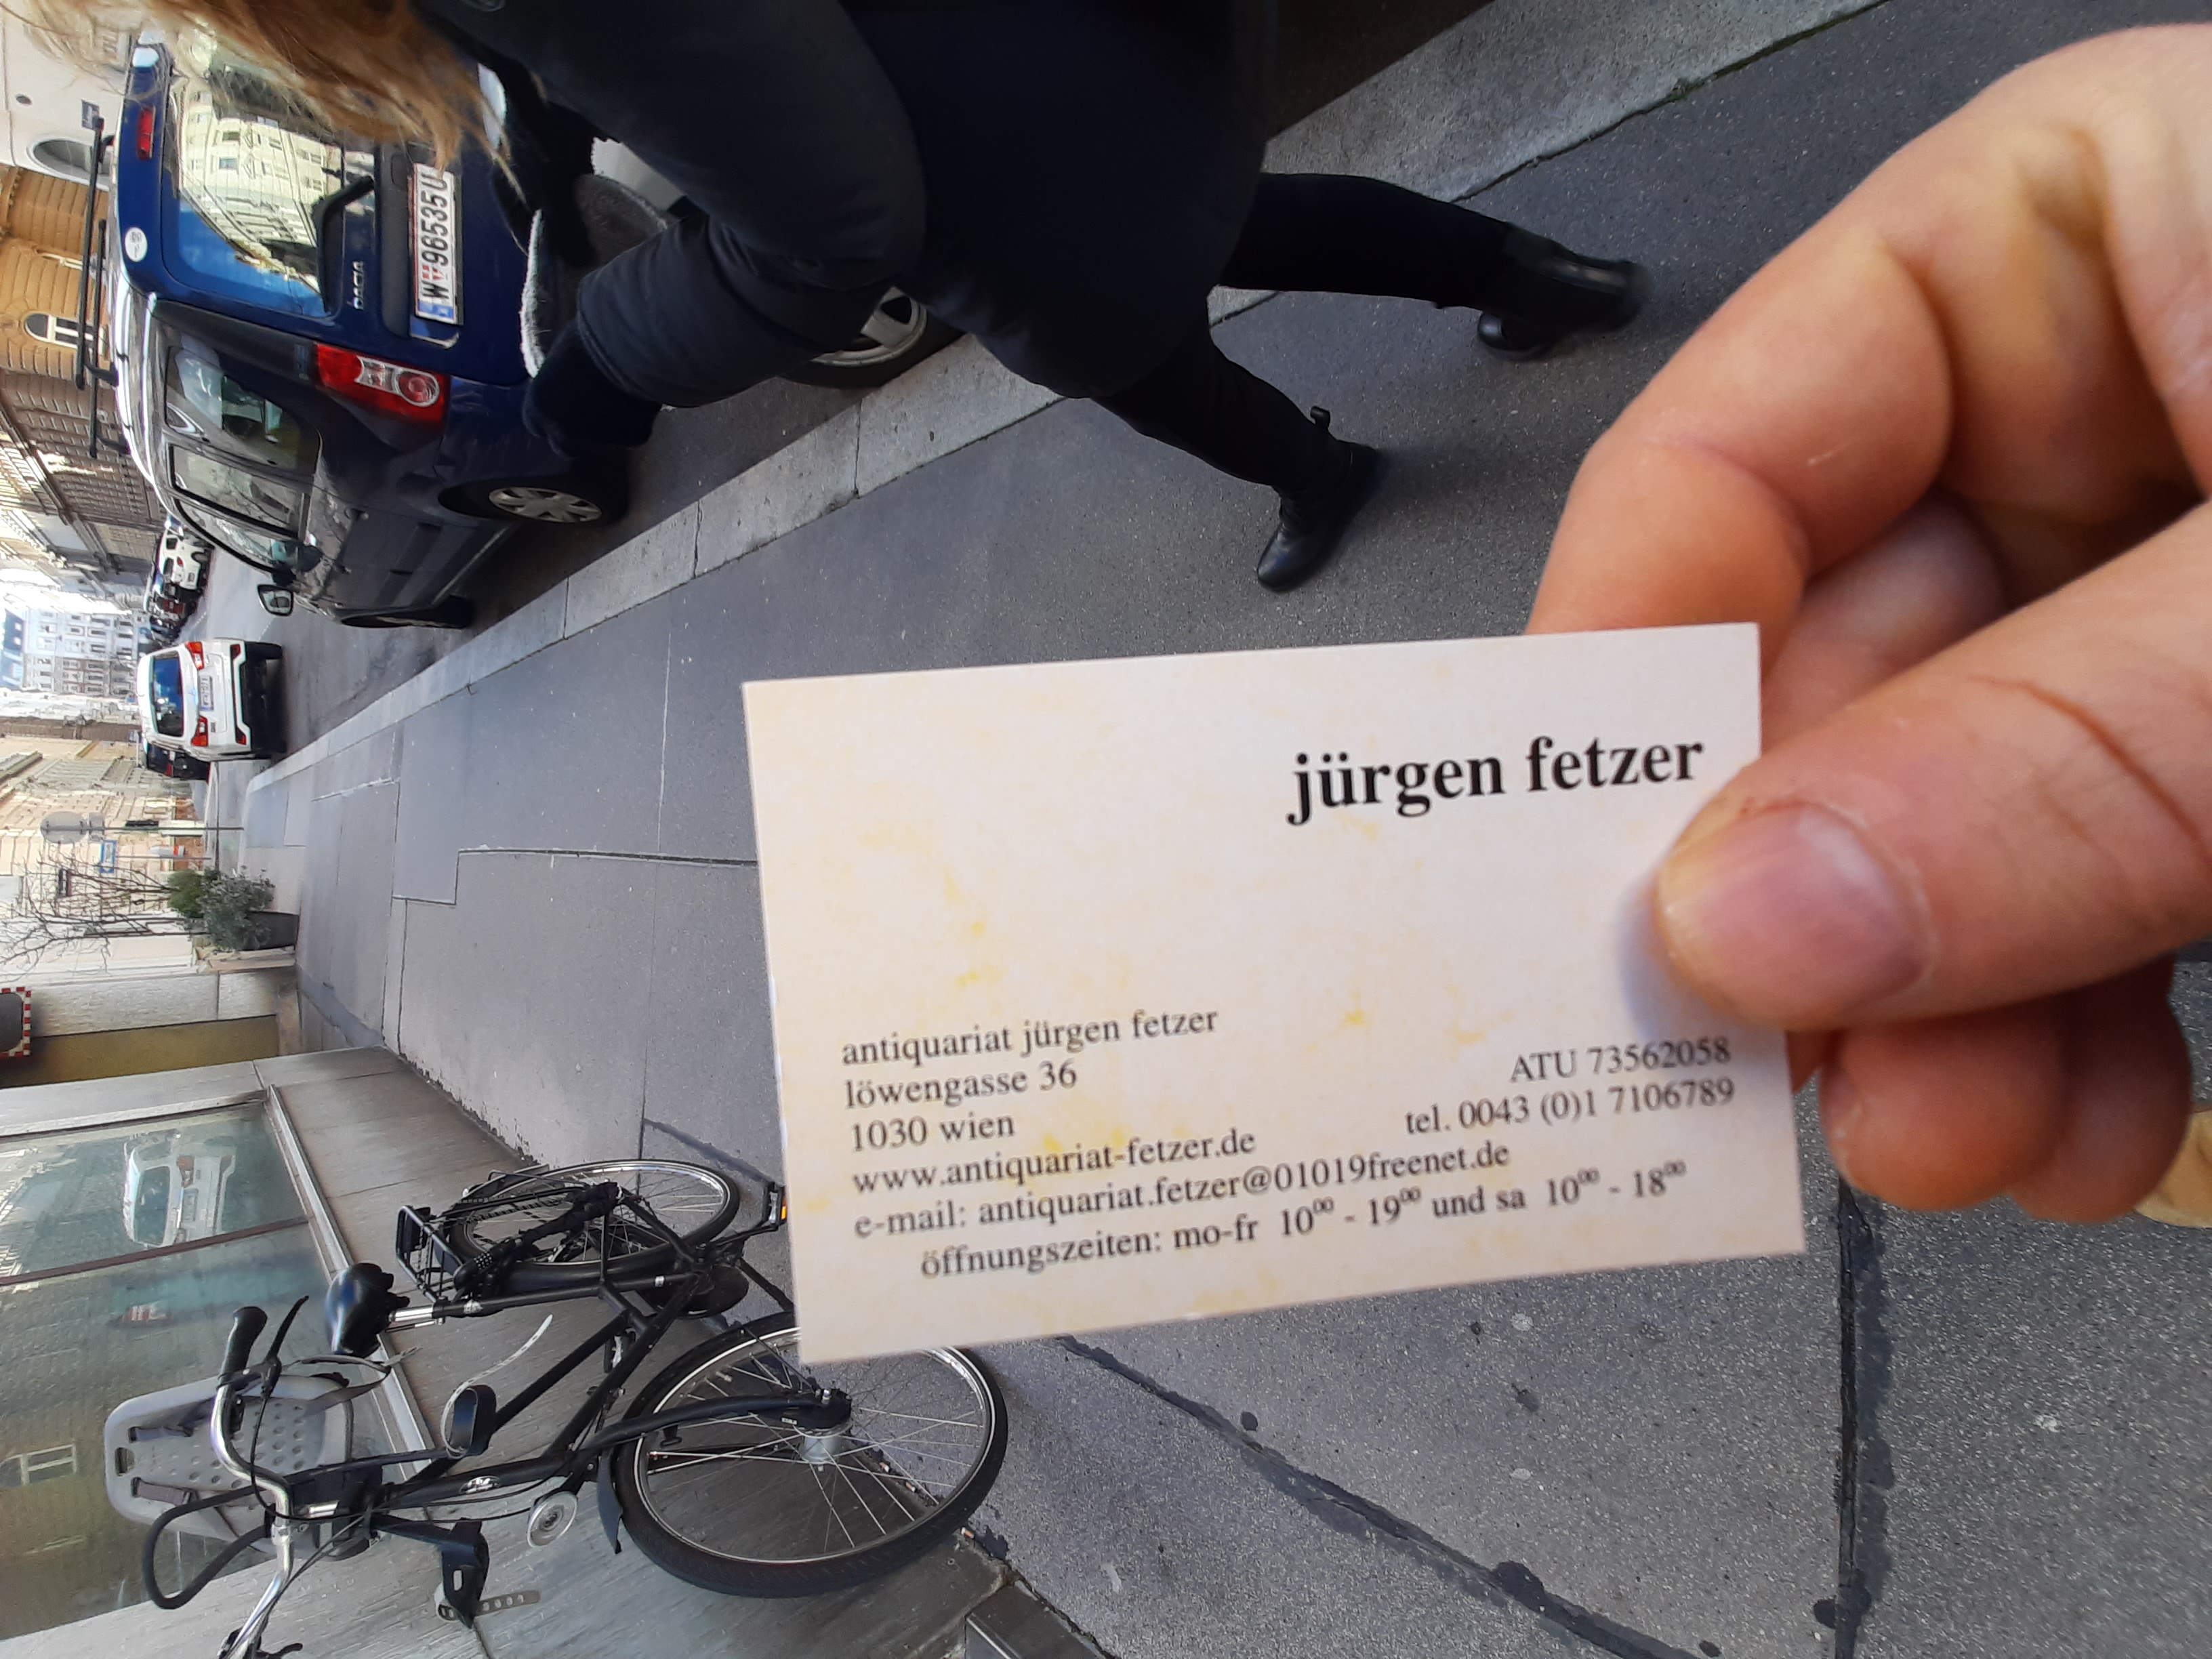 jürgen fetzer
antiquariat jürgen fetzer
löwengasse 36
ATU 73562058
1030 wien
tel. 0043 (0)1 7106789
www.antiquariat-fetzer.de
e-mail: antiquariat.fetzer@01019freenet.de
öffnungszeiten: mo-fr 10⁰⁰ - 19⁰⁰ und sa 10⁰⁰ - 18⁰⁰
DACIA
W 96535U